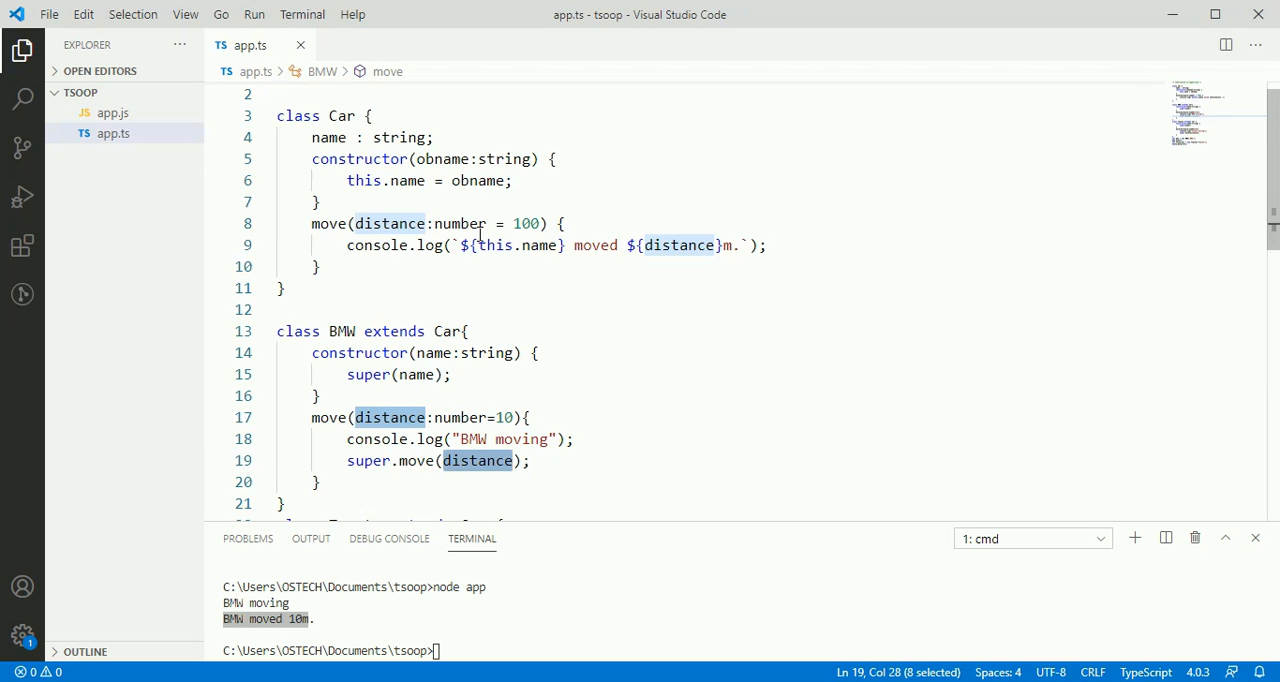 File Edit Selection View Go Run Terminal Help
app.ts - tsoop - Visual Studio Code
EXPLORER
OPEN EDITORS
TSOOP
JS app.js
TS app.ts
OUTLINE
TS app.ts
TS app.ts > BMW > move
2
3 class Car {
4 name : string;
5 constructor(obname:string) {
6 this.name = obname;
7 }
8 move(distance:number = 100) {
9 console.log(`${this.name} moved ${distance}m.`);
10 }
11 }
12
13 class BMW extends Car{
14 constructor(name:string) {
15 super(name);
16 }
17 move(distance:number=10){
18 console.log("BMW moving");
19 super.move(distance);
20 }
21 }
PROBLEMS OUTPUT DEBUG CONSOLE TERMINAL
1: cmd
C:\Users\OSTECH\Documents\tsoop>node app
BMW moving
BMW moved 10m.
C:\Users\OSTECH\Documents\tsoop>
1
0 0
Ln 19, Col 28 (8 selected) Spaces: 4 UTF-8 CRLF TypeScript 4.0.3